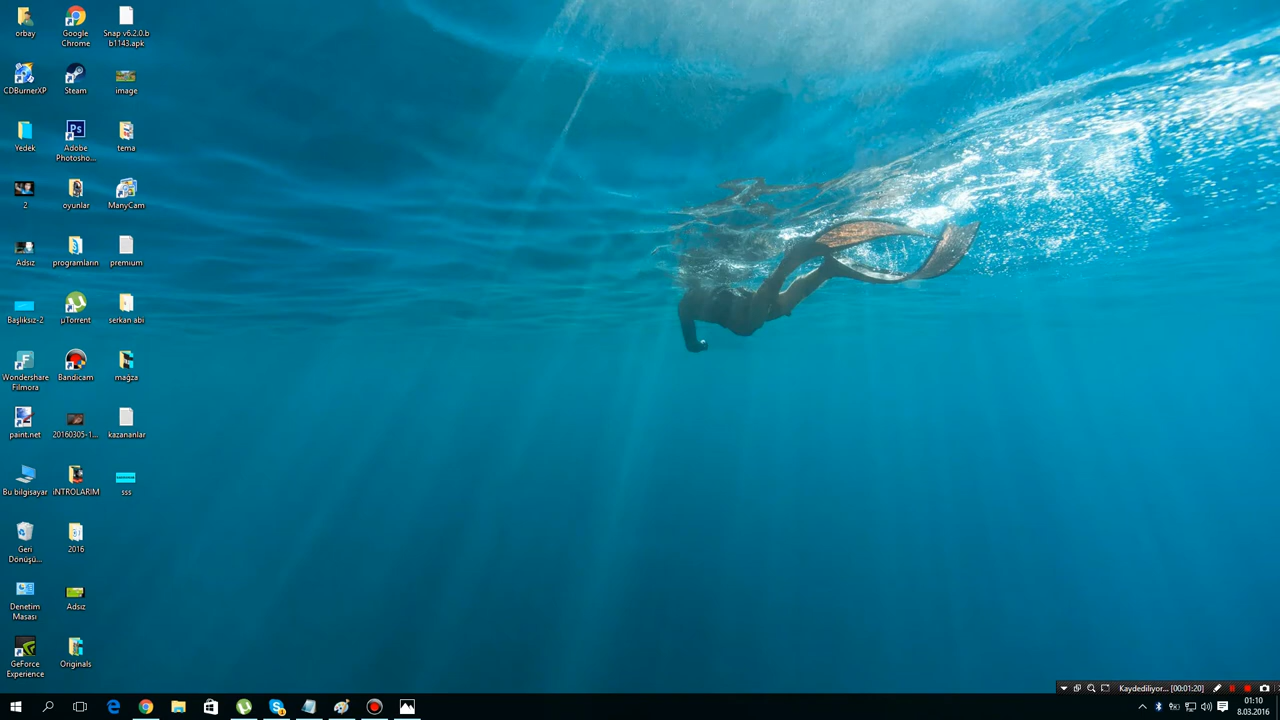 orbay
Google
Chrome
Snap v6.2.0.b
b1143.apk
CDBurnerXP
Steam
image
Yedek
Adobe
Photosho...
tema
2
oyunlar
ManyCam
Adsız
programların
premium
Başlıksız-2
µTorrent
serkan abi
Wondershare
Filmora
Bandicam
mağza
paint.net
20160305-1...
kazananlar
Bu bilgisayar
iNTROLARIM
sss
Geri
Dönüşü...
2016
Denetim
Masası
Adsız
GeForce
Experience
Originals
Kaydediliyor... [00:01:20]
01:10
8.03.2016